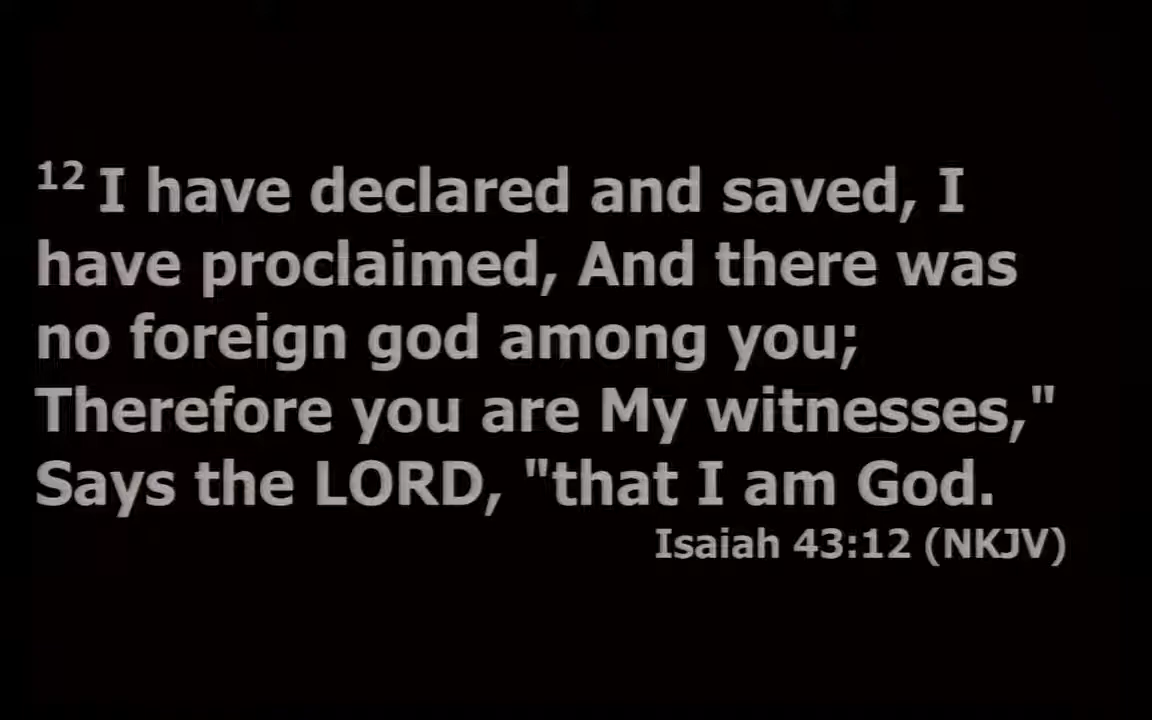 12 I have declared and saved, I
have proclaimed, And there was
no foreign god among you;
Therefore you are My witnesses,"
Says the LORD, "that I am God.
Isaiah 43:12 (NKJV)